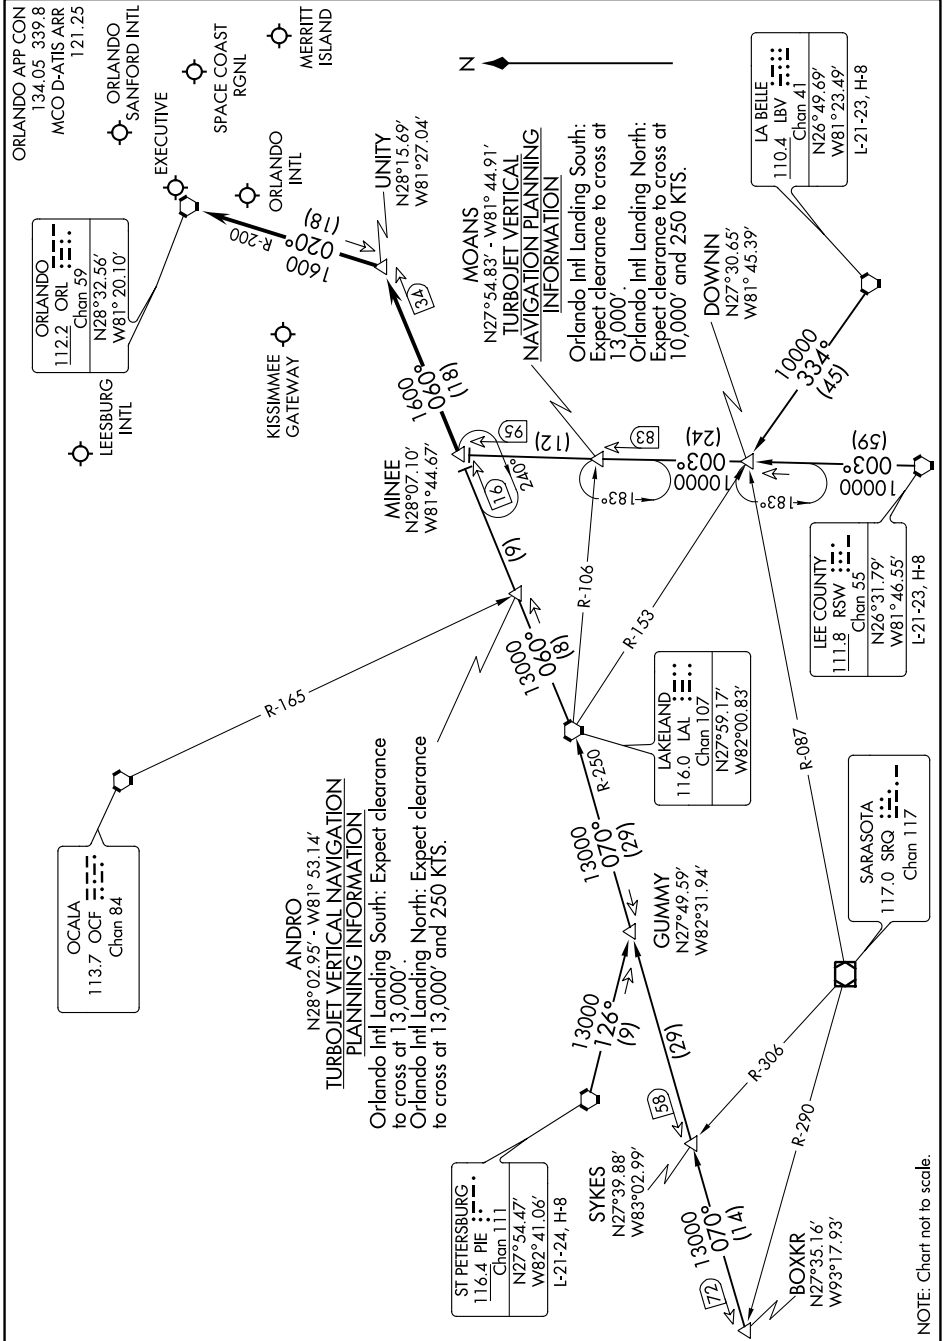 ORLANDO APP CON
134.05 339.8
MCO D-ATIS ARR
121.25
ORLANDO
SANFORD INTL
EXECUTIVE
SPACE COAST
RGNL
MERRITT
ISLAND
ORLANDO
INTL
LEESBURG
INTL
KISSIMMEE
GATEWAY
ORLANDO
112.2 ORL
Chan 59
N28°32.56′
W81° 20.10′
R-200
1600
020°
(18)
UNITY
N28°15.69′
W81°27.04′
34
1600
060°
(18)
MINEE
N28°07.10′
W81°44.67′
95
16
240°
(12)
MOANS
N27°54.83′ - W81° 44.91′
TURBOJET VERTICAL
NAVIGATION PLANNING
INFORMATION
Orlando Intl Landing South:
Expect clearance to cross at
13,000′.
Orlando Intl Landing North:
Expect clearance to cross at
10,000′ and 250 KTS.
83
183°
10000
003°
(24)
DOWNN
N27°30.65′
W81° 45.39′
183°
10000
003°
(59)
10000
334°
(45)
LA BELLE
110.4 LBV
Chan 41
N26°49.69′
W81°23.49′
L-21-23, H-8
LEE COUNTY
111.8 RSW
Chan 55
N26°31.79′
W81°46.55′
L-21-23, H-8
N
OCALA
113.7 OCF
Chan 84
R-165
(9)
13000
060°
(8)
R-106
R-153
R-087
LAKELAND
116.0 LAL
Chan 107
N27°59.17′
W82°00.83′
ANDRO
N28°02.95′ - W81° 53.14′
TURBOJET VERTICAL NAVIGATION
PLANNING INFORMATION
Orlando Intl Landing South: Expect clearance
to cross at 13,000′.
Orlando Intl Landing North: Expect clearance
to cross at 13,000′ and 250 KTS.
R-250
13000
070°
(29)
GUMMY
N27°49.59′
W82°31.94′
13000
126°
(9)
(29)
ST PETERSBURG
116.4 PIE
Chan 111
N27°54.47′
W82°41.06′
L-21-24, H-8
58
SYKES
N27°39.88′
W83°02.99′
13000
070°
(14)
72
BOXKR
N27°35.16′
W93°17.93′
R-306
R-290
SARASOTA
117.0 SRQ
Chan 117
NOTE: Chart not to scale.